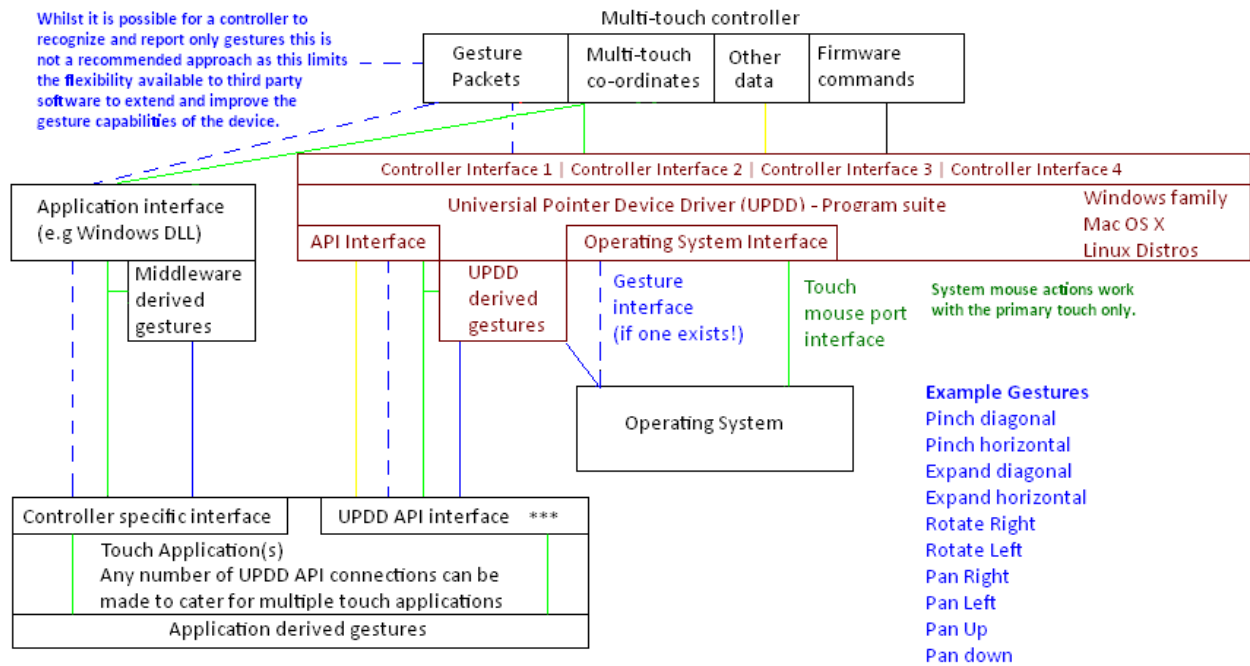 Whilst it is possible for a controller to
recognize and report only gestures this is
not a recommended approach as this limits
the flexibility available to third party
software to extend and improve the
gesture capabilities of the device.
Multi-touch controller
Gesture
Packets
Multi-touch
co-ordinates
Other
data
Firmware
commands
Controller Interface 1 | Controller Interface 2 | Controller Interface 3 | Controller Interface 4
Application interface
(e.g Windows DLL)
Universial Pointer Device Driver (UPDD) - Program suite
Windows family
Mac OS X
Linux Distros
API Interface
Operating System Interface
Middleware
derived
gestures
UPDD
derived
gestures
Gesture
interface
(if one exists!)
Touch
mouse port
interface
System mouse actions work
with the primary touch only.
Operating System
Example Gestures
Pinch diagonal
Pinch horizontal
Expand diagonal
Expand horizontal
Rotate Right
Rotate Left
Pan Right
Pan Left
Pan Up
Pan down
Controller specific interface
UPDD API interface ***
Touch Application(s)
Any number of UPDD API connections can be
made to cater for multiple touch applications
Application derived gestures